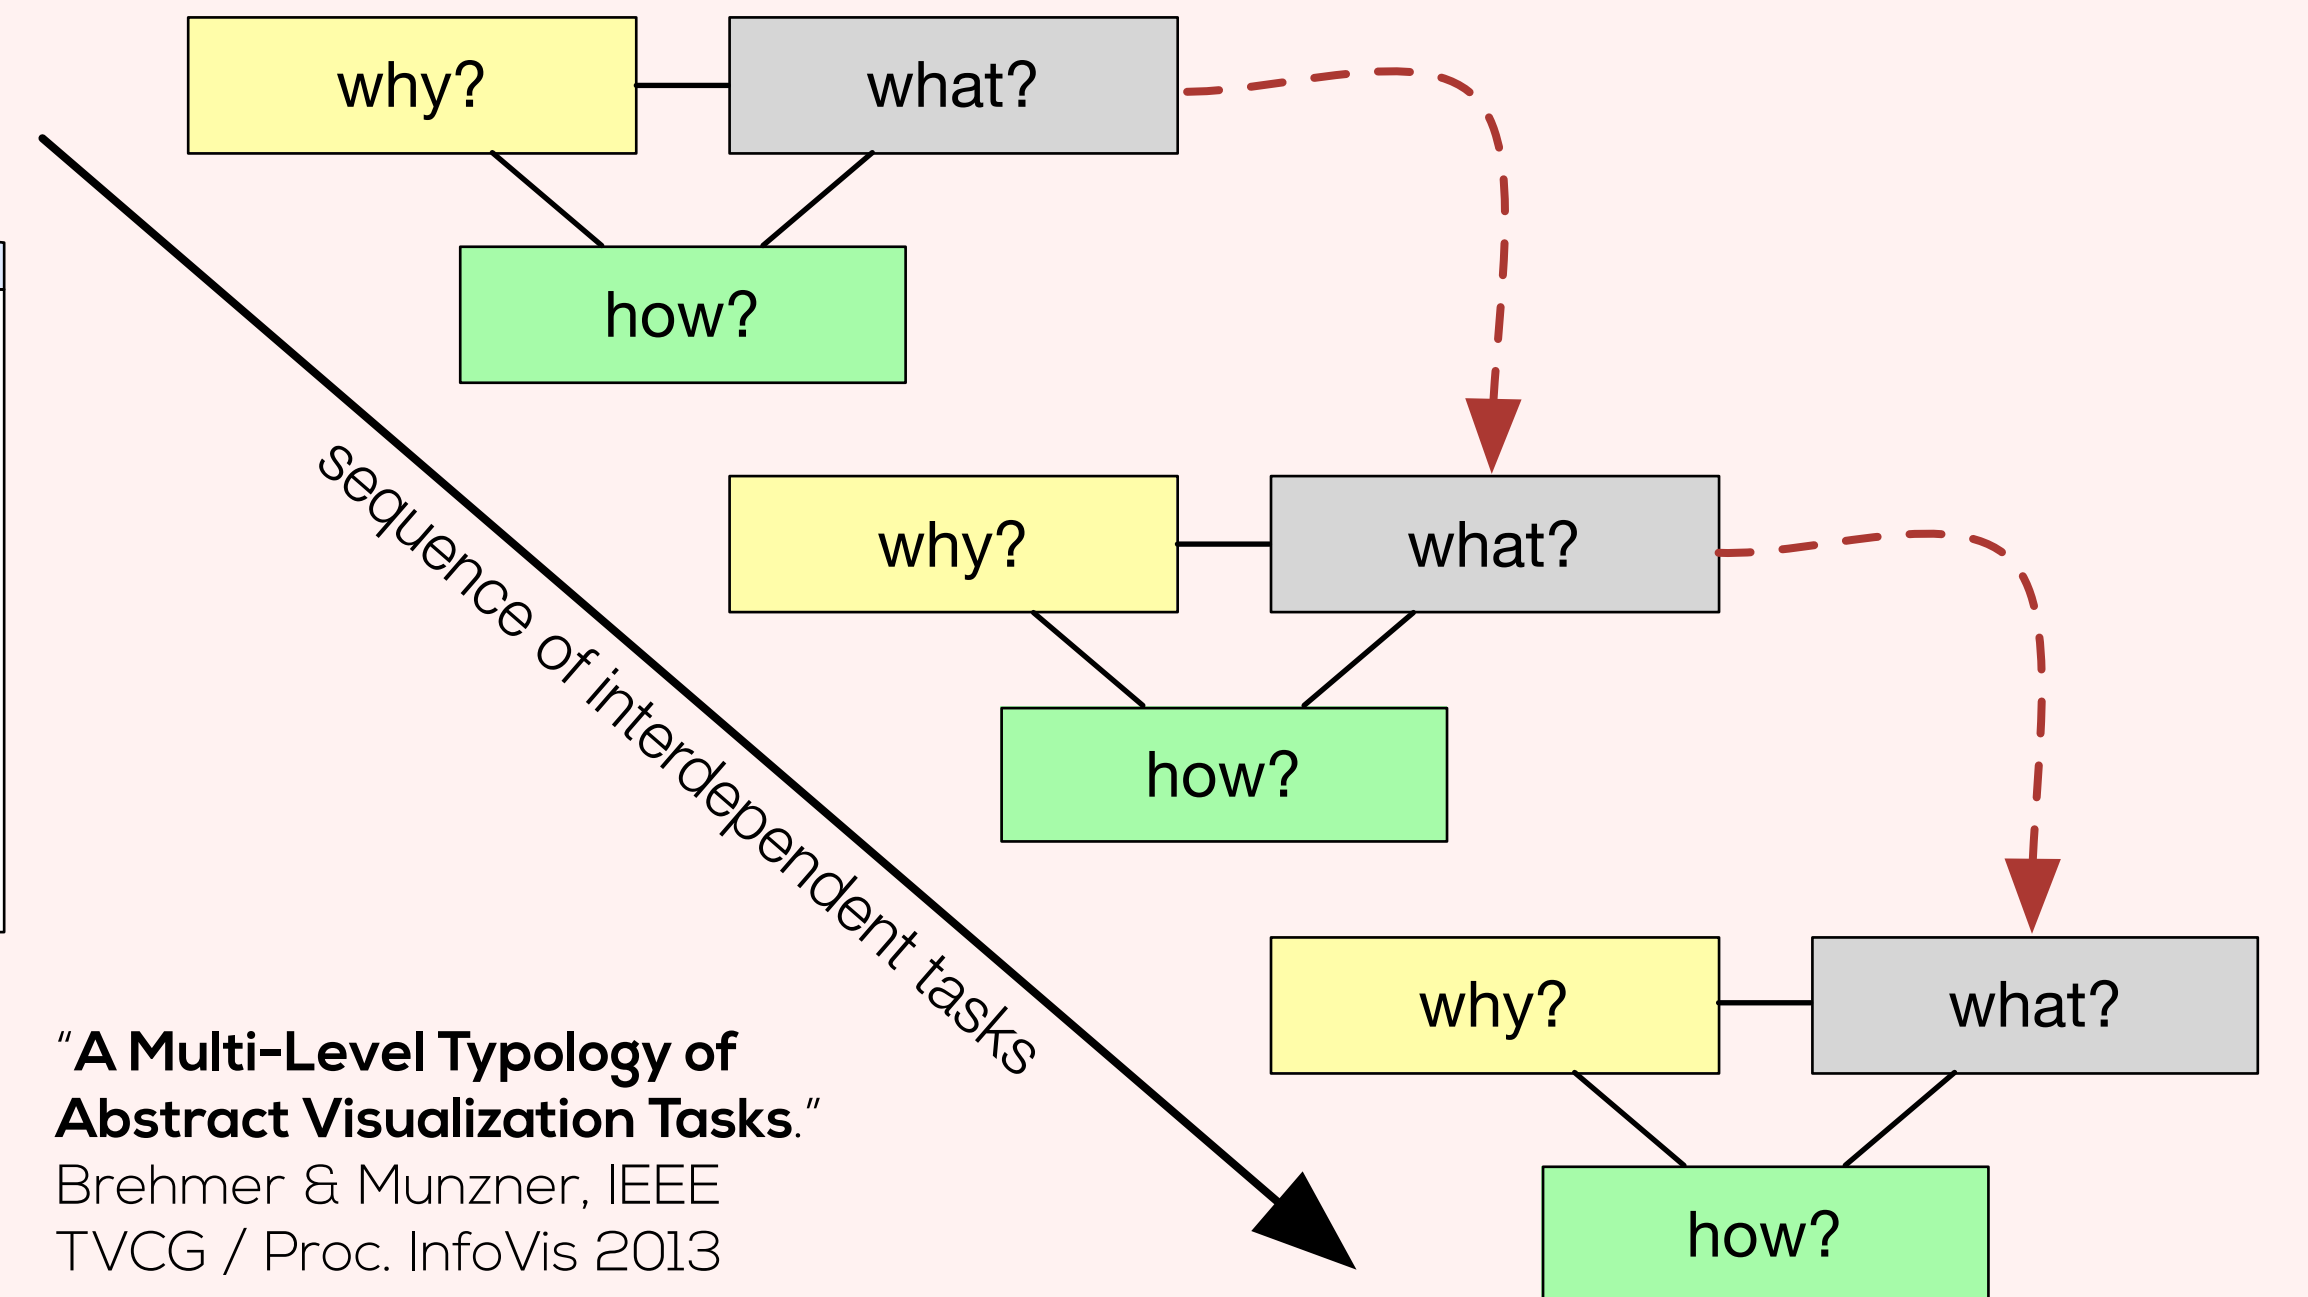 why?
what?
how?
sequence of interdependent tasks
why?
what?
how?
why?
what?
how?
"A Multi-Level Typology of
Abstract Visualization Tasks."
Brehmer & Munzner, IEEE
TVCG / Proc. InfoVis 2013